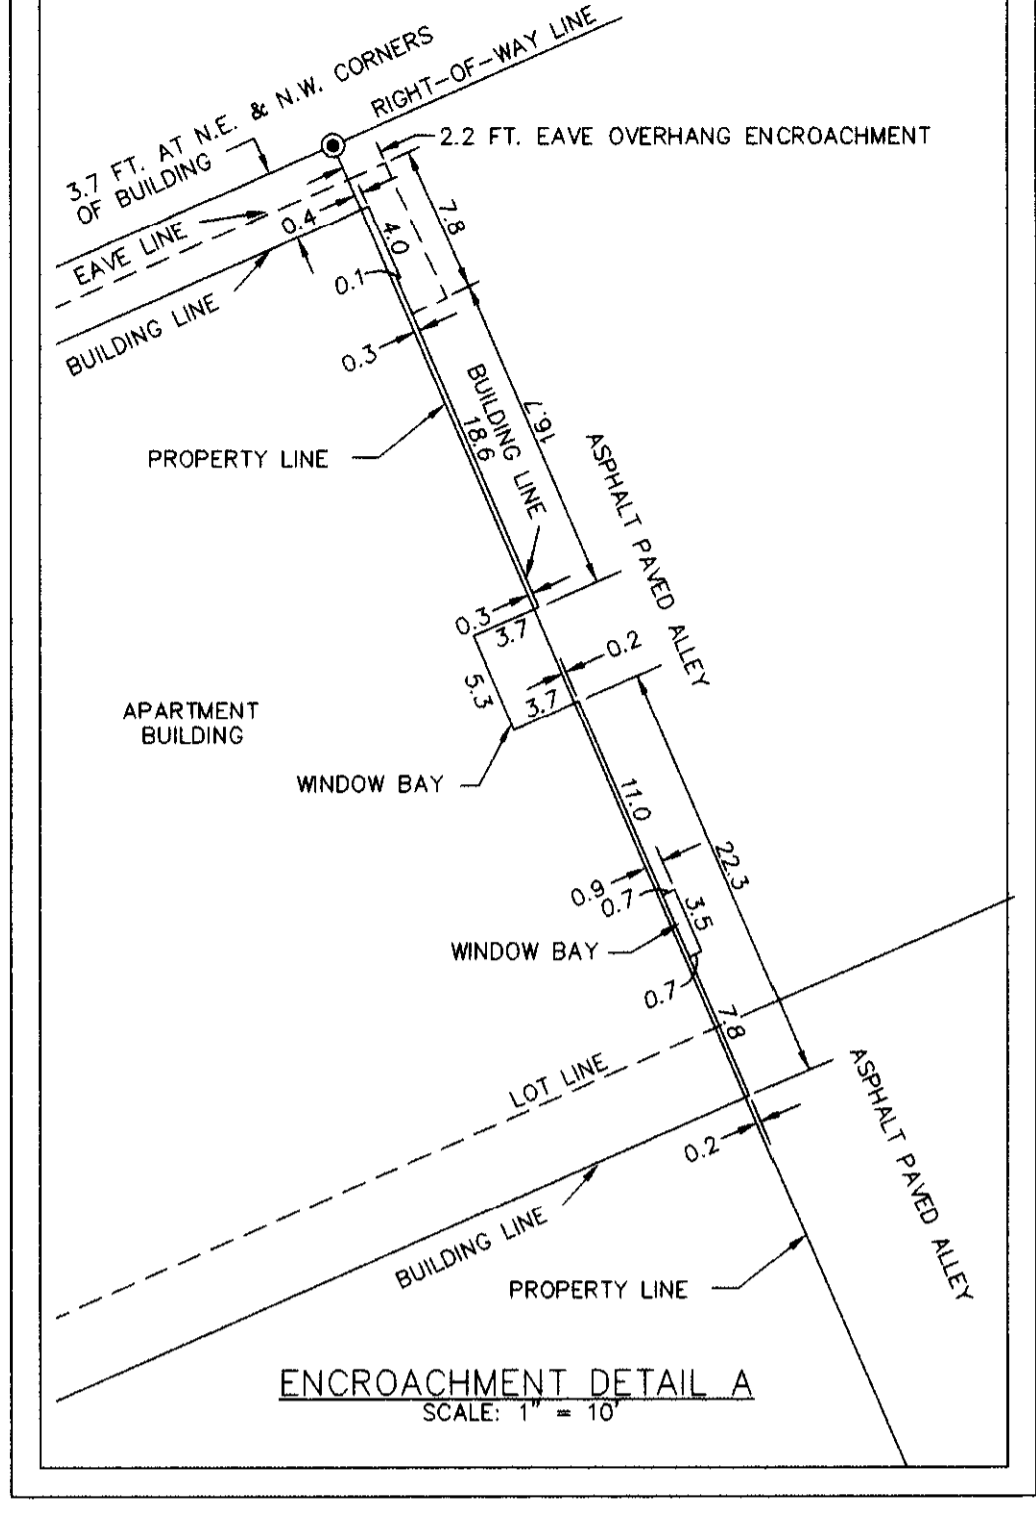 3.7 FT. AT N.E. & N.W. CORNERS
OF BUILDING
RIGHT-OF-WAY LINE
2.2 FT. EAVE OVERHANG ENCROACHMENT
EAVE LINE
0.4
4.0
7.8
BUILDING LINE
0.1
0.3
BUILDING LINE
18.6
16.7
PROPERTY LINE
ASPHALT PAVED ALLEY
0.3
3.7
0.2
5.3
3.7
APARTMENT
BUILDING
WINDOW BAY
11.0
22.3
0.9
0.7
3.5
WINDOW BAY
0.7
7.8
LOT LINE
ASPHALT PAVED ALLEY
0.2
BUILDING LINE
PROPERTY LINE
ENCROACHMENT DETAIL A
SCALE: 1" = 10'